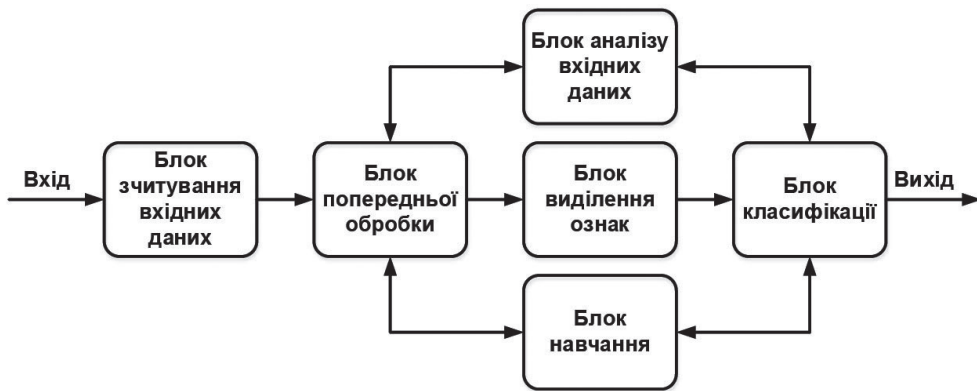 Блок аналізу
вхідних
даних
Вхід
Блок
зчитування
вхідних
даних
Блок
попередньої
обробки
Блок
виділення
ознак
Блок
класифікації
Вихід
Блок
навчання